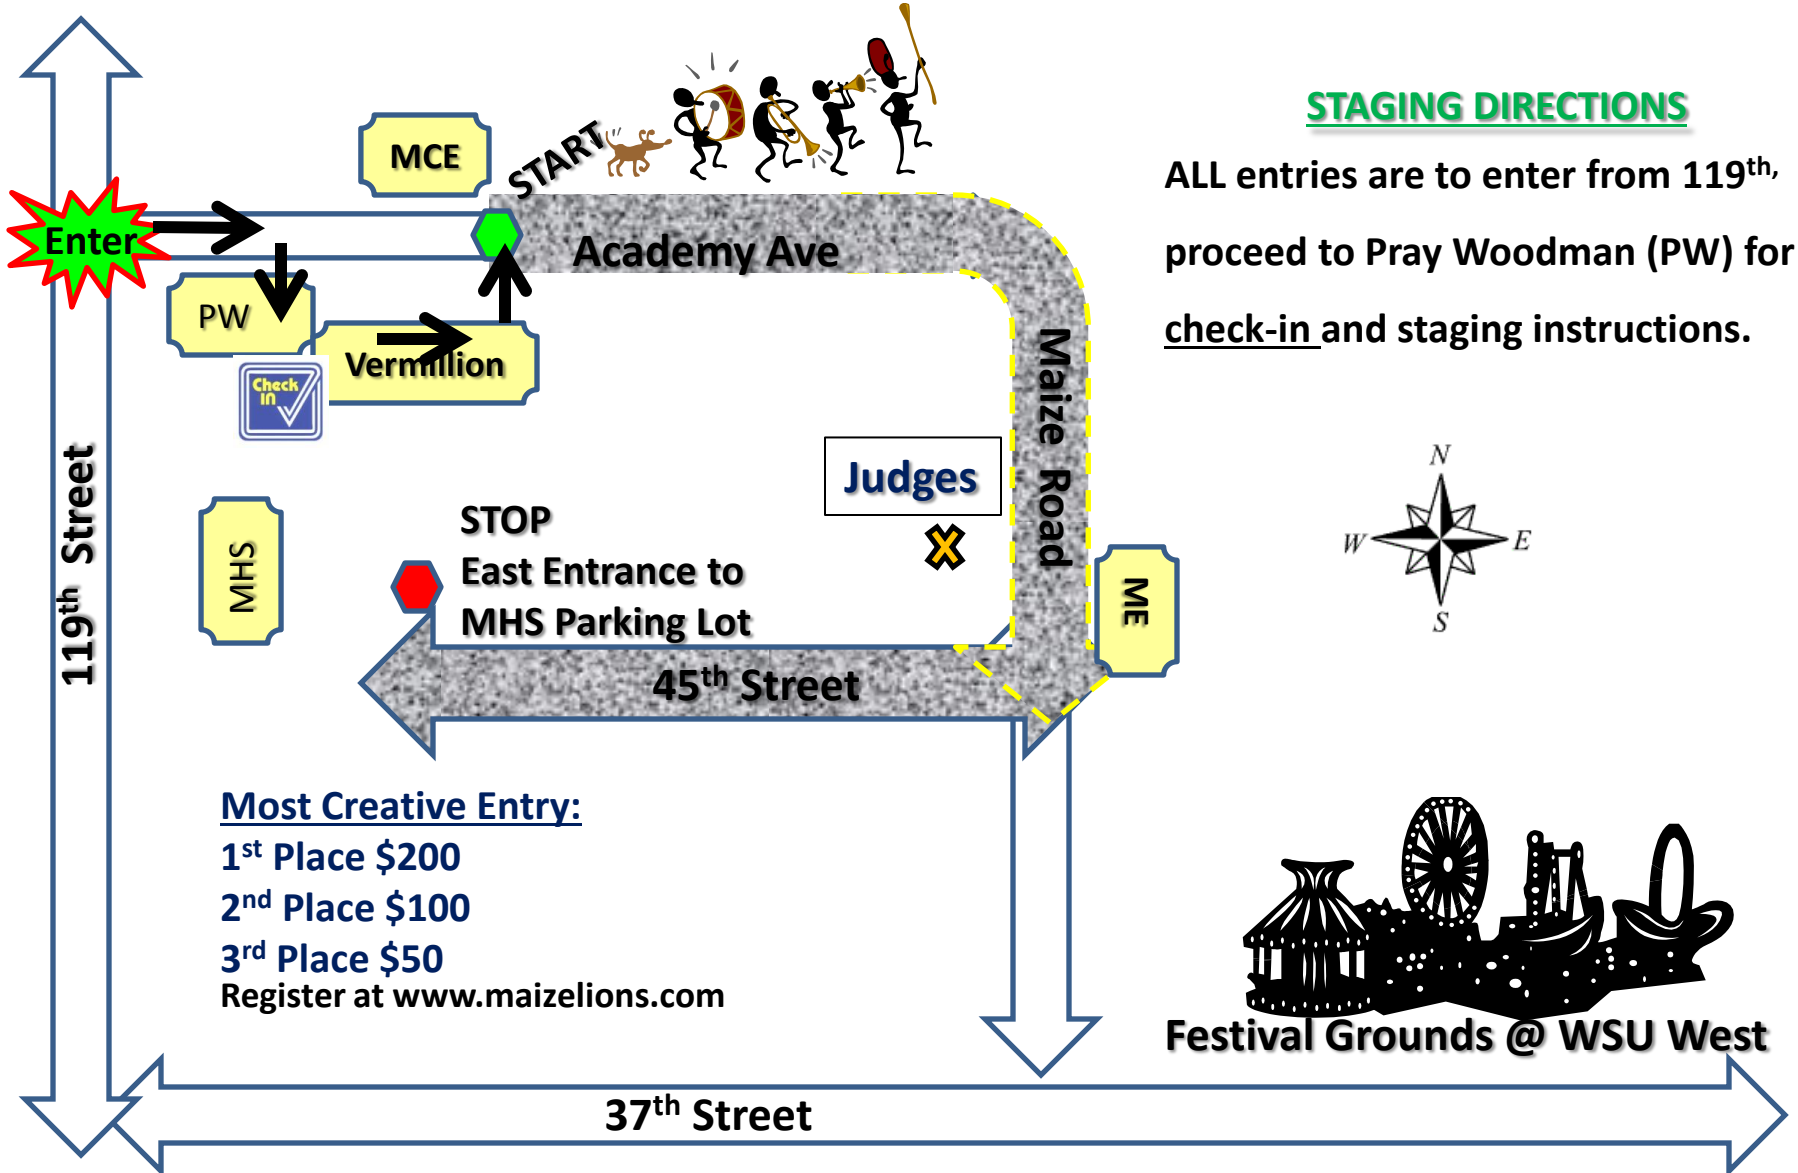 STAGING DIRECTIONS
ALL entries are to enter from 119th,
proceed to Pray Woodman (PW) for
check-in and staging instructions.
MCE
START
Enter
Academy Ave
PW
Vermillion
Check
in
Maize Road
Judges
X
N
W
E
S
119th Street
MHS
STOP
East Entrance to
MHS Parking Lot
ME
45th Street
Most Creative Entry:
1st Place $200
2nd Place $100
3rd Place $50
Register at www.maizelions.com
Festival Grounds @ WSU West
37th Street